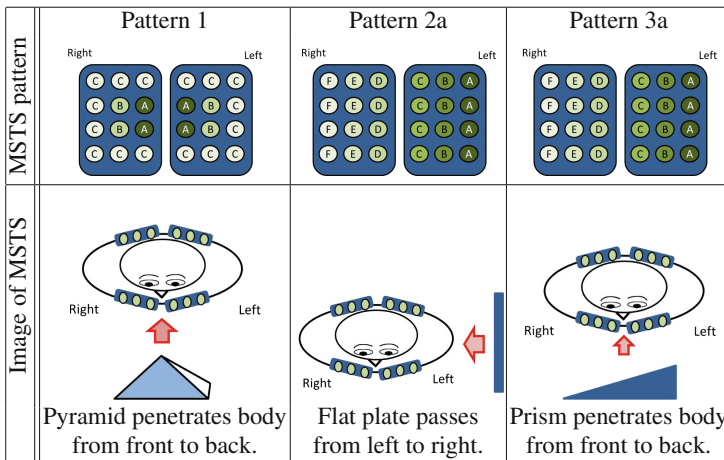 Pattern 1 Pattern 2a Pattern 3a
MSTS pattern
Right Left Right Left Right Left
C C C C C C F E D C B A F E D C B A
C B A A B C F E D C B A F E D C B A
C B A A B C F E D C B A F E D C B A
C C C C C C F E D C B A F E D C B A
Image of MSTS
Right Left Right Left Right Left
Pyramid penetrates body Flat plate passes Prism penetrates body
from front to back. from left to right. from front to back.